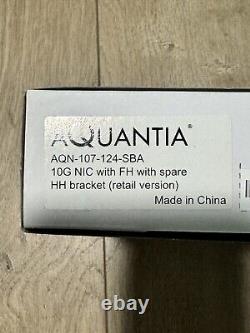 AQUANTIA®
AQN-107-124-SBA
10G NIC with FH with spare
HH bracket (retail version)
Made in China